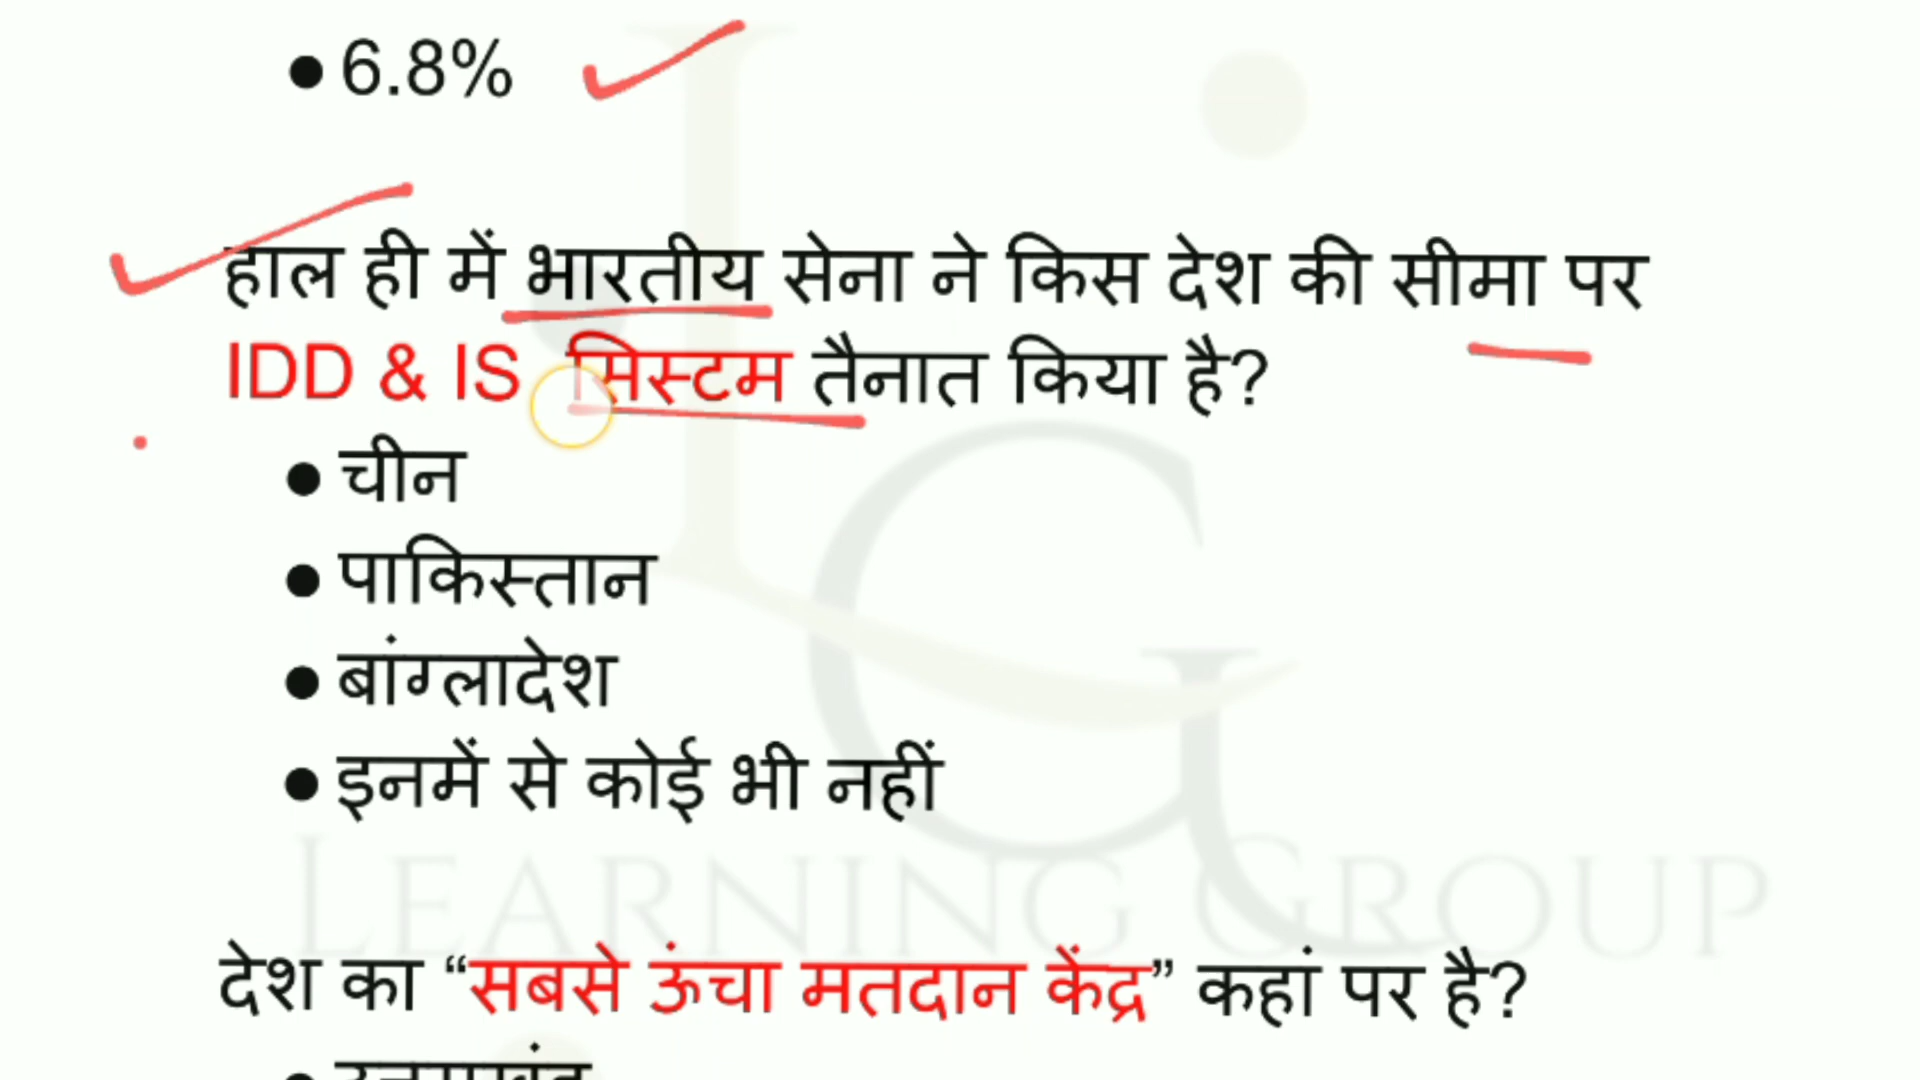 6.8%
हाल ही में भारतीय सेना ने किस देश की सीमा पर
IDD & IS सिस्टम तैनात किया है?
चीन
पाकिस्तान
बांग्लादेश
इनमें से कोई भी नहीं
LEARNING GROUP
देश का “सबसे ऊंचा मतदान केंद्र” कहां पर है?